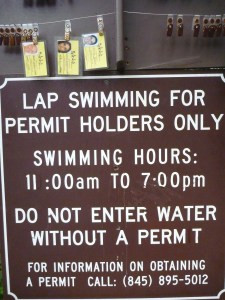 LAP SWIMMING FOR
PERMIT HOLDERS ONLY
SWIMMING HOURS:
11 :00am TO 7:00pm
DO NOT ENTER WATER
WITHOUT A PERM T
FOR INFORMATION ON OBTAINING
A PERMIT CALL: (845) 895-5012